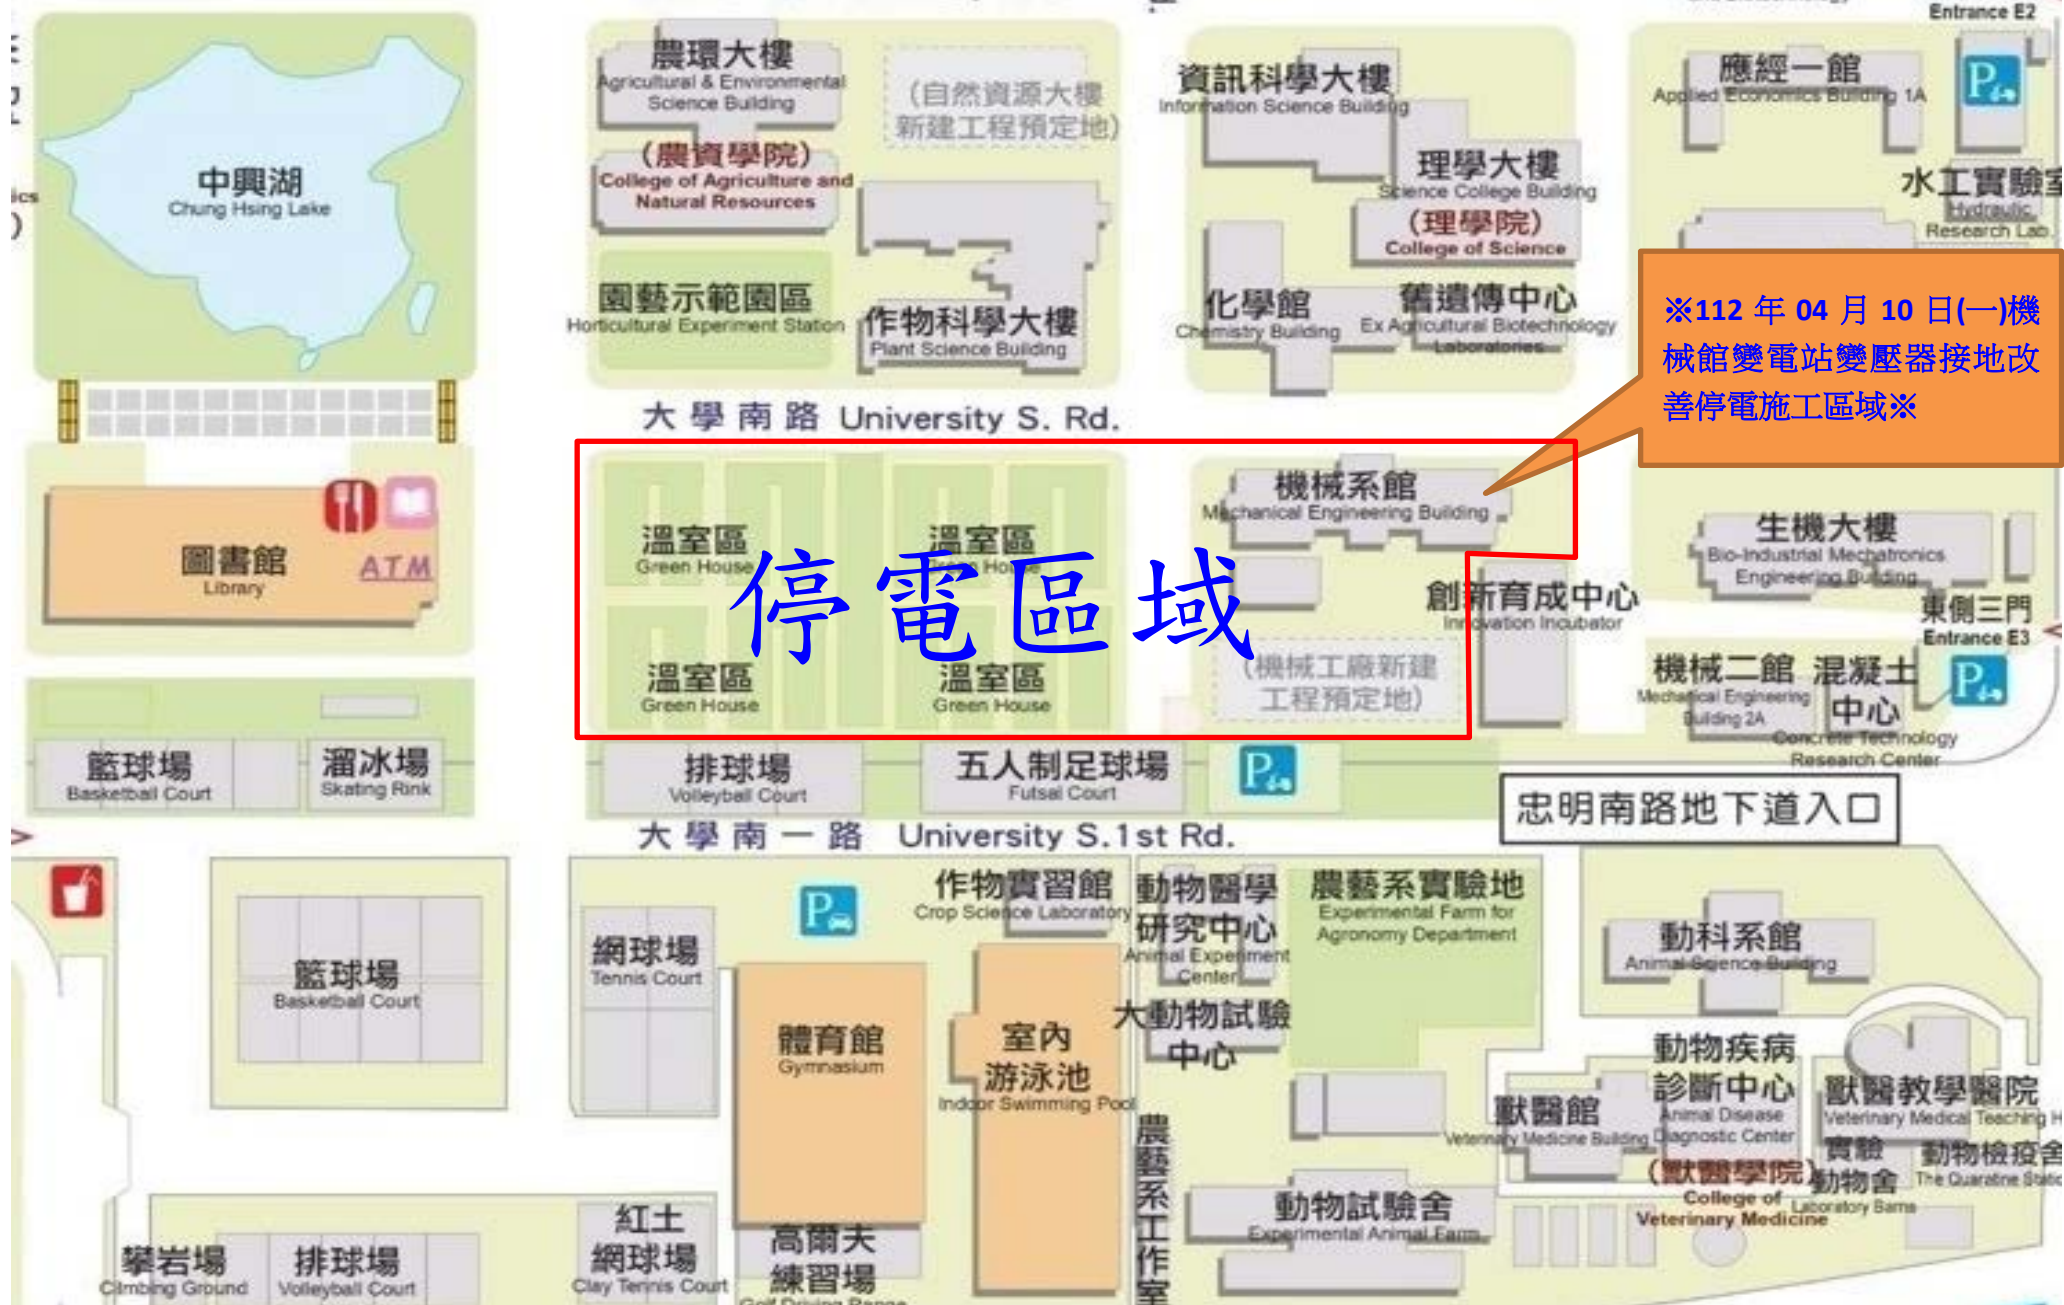 Entrance E2
農環大樓
Agricultural & Environmental
Science Building
(農資學院)
College of Agriculture and
Natural Resources
(自然資源大樓
新建工程預定地)
資訊科學大樓
Information Science Building
理學大樓
Science College Building
(理學院)
College of Science
應經一館
Applied Economics Building 1A
P
水工實驗室
Hydraulic
Research Lab.
中興湖
Chung Hsing Lake
園藝示範園區
Horticultural Experiment Station
作物科學大樓
Plant Science Building
化學館
Chemistry Building
舊遺傳中心
Ex Agricultural Biotechnology
Laboratories
※112 年 04 月 10 日(一)機
械館變電站變壓器接地改
善停電施工區域※
大學南路 University S. Rd.
圖書館
Library
ATM
溫室區
Green House
溫室區
Green House
停電區域
溫室區
Green House
溫室區
Green House
機械系館
Mechanical Engineering Building
創新育成中心
Innovation Incubator
(機械工廠新建
工程預定地)
生機大樓
Bio-Industrial Mechatronics
Engineering Building
東側三門
Entrance E3
機械二館
Mechanical Engineering
Building 2A
混凝土
中心
Concrete Technology
Research Center
P
籃球場
Basketball Court
溜冰場
Skating Rink
排球場
Volleyball Court
五人制足球場
Futsal Court
P
忠明南路地下道入口
大學南一路 University S.1st Rd.
籃球場
Basketball Court
網球場
Tennis Court
P
作物實習館
Crop Science Laboratory
動物醫學
研究中心
Animal Experiment
Center
大動物試驗
中心
農藝系實驗地
Experimental Farm for
Agronomy Department
動科系館
Animal Science Building
體育館
Gymnasium
室內
游泳池
Indoor Swimming Pool
農藝系工作室
獸醫館
Veterinary Medicine Building
動物疾病
診斷中心
Animal Disease
Diagnostic Center
(獸醫學院)
College of
Veterinary Medicine
獸醫教學醫院
Veterinary Medical Teaching H
實驗
動物舍
Laboratory Barns
動物檢疫舍
The Quaratine Static
動物試驗舍
Experimental Animal Farm
攀岩場
Climbing Ground
排球場
Volleyball Court
紅土
網球場
Clay Tennis Court
高爾夫
練習場
Golf Driving Range